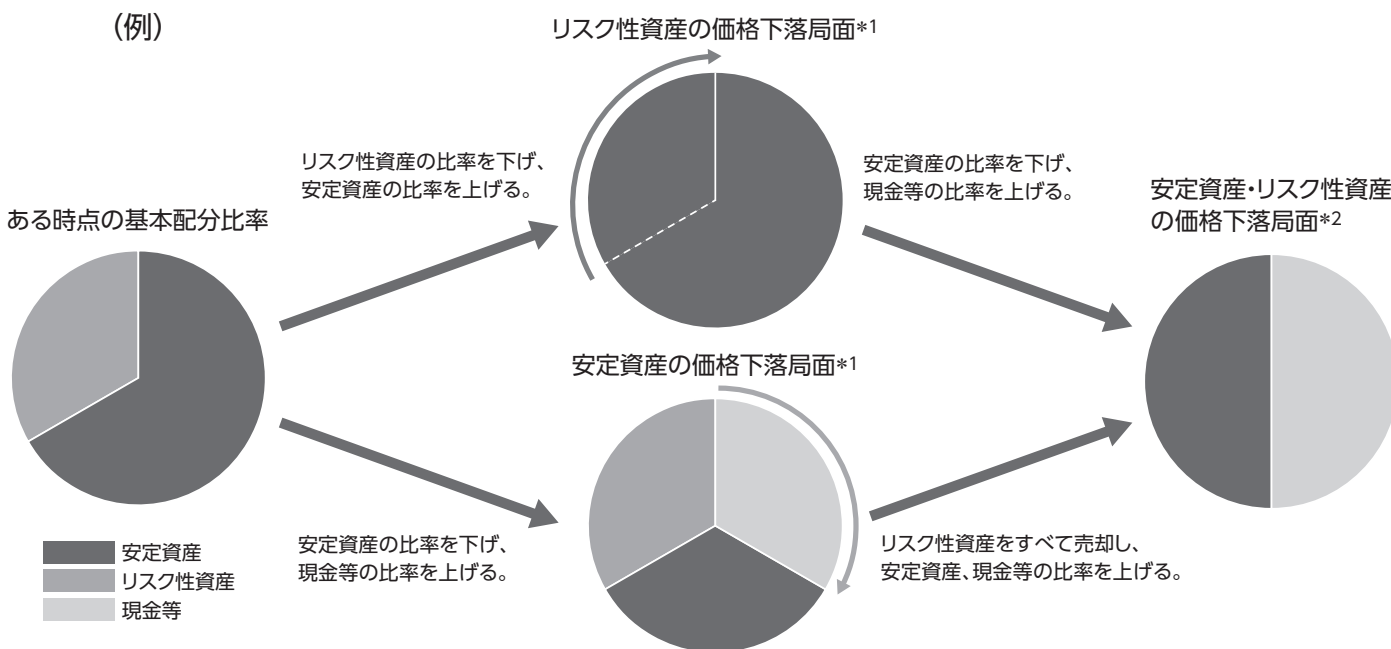 (例)
リスク性資産の価格下落局面*1
リスク性資産の比率を下げ、
安定資産の比率を上げる。
安定資産の比率を下げ、
現金等の比率を上げる。
ある時点の基本配分比率
安定資産・リスク性資産
の価格下落局面*2
安定資産の価格下落局面*1
安定資産の比率を下げ、
現金等の比率を上げる。
リスク性資産をすべて売却し、
安定資産、現金等の比率を上げる。
安定資産
リスク性資産
現金等